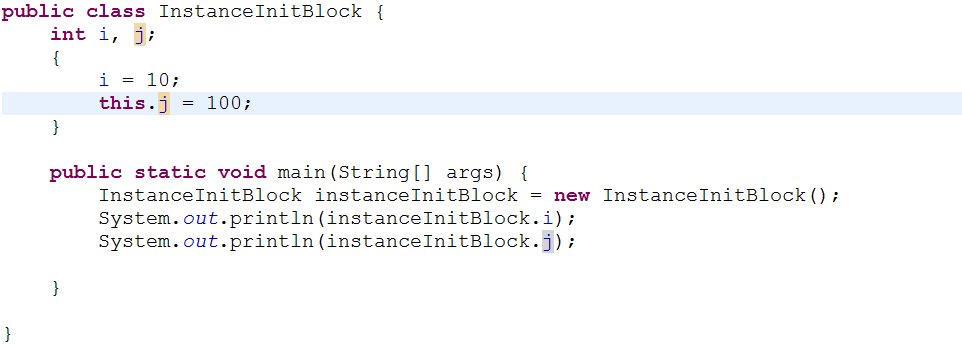 public class InstanceInitBlock {
    int i, j;
    {
        i = 10;
        this.j = 100;
    }
    public static void main(String[] args) {
        InstanceInitBlock instanceInitBlock = new InstanceInitBlock();
        System.out.println(instanceInitBlock.i);
        System.out.println(instanceInitBlock.j);
    }
}